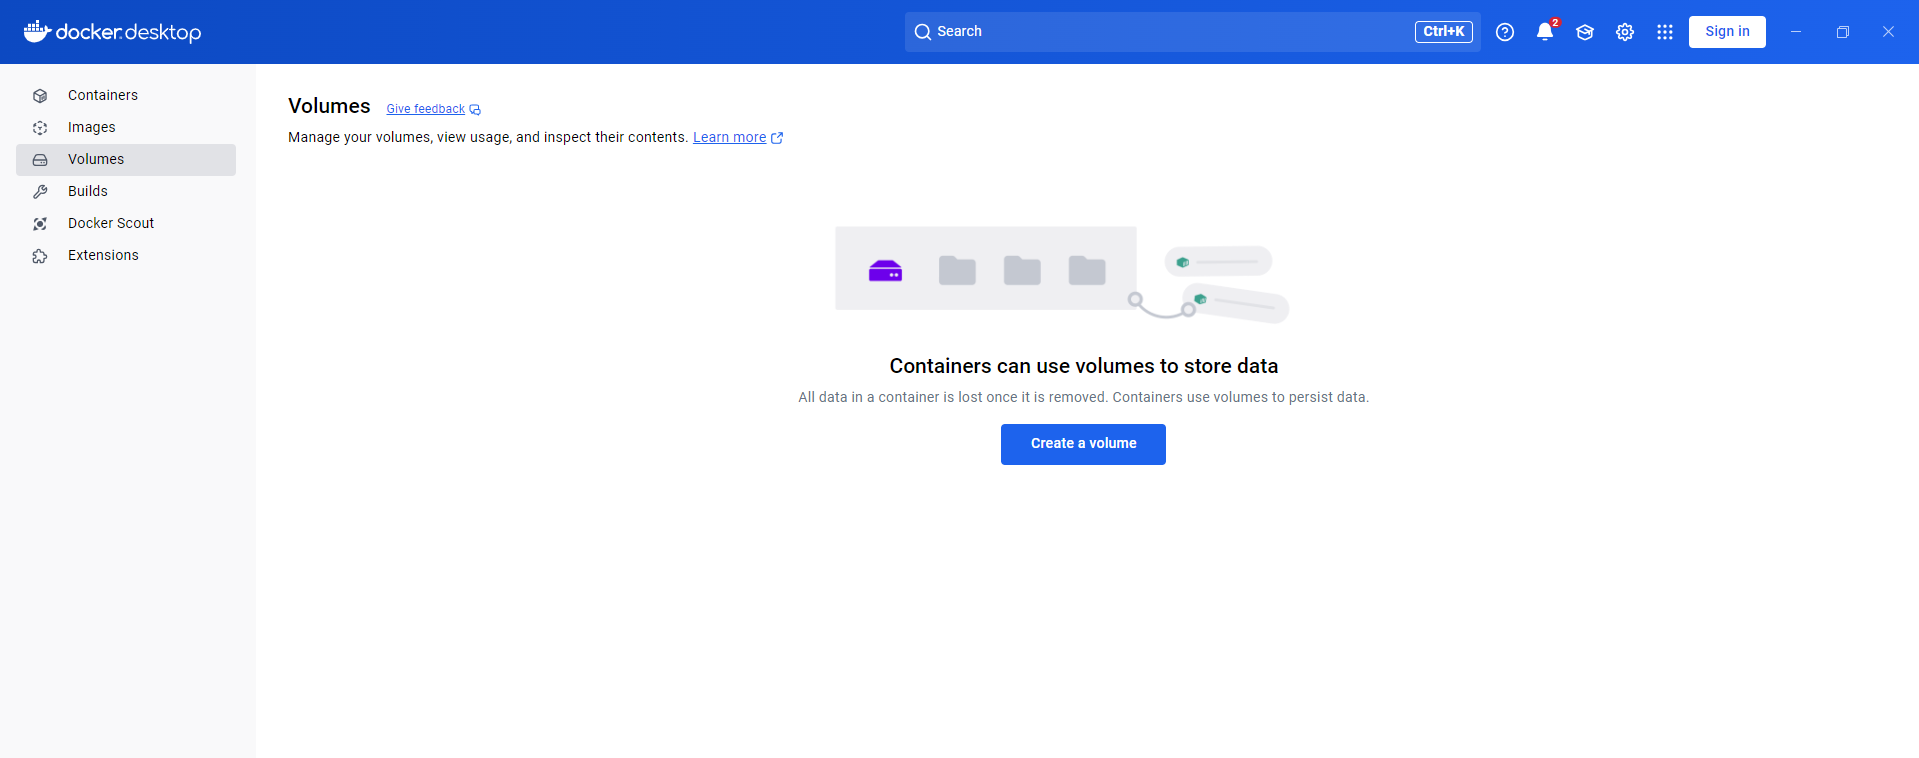 docker.desktop
Search
Ctrl+K
2
Sign in
Containers
Images
Volumes
Builds
Docker Scout
Extensions
Volumes
Give feedback
Manage your volumes, view usage, and inspect their contents. Learn more
Containers can use volumes to store data
All data in a container is lost once it is removed. Containers use volumes to persist data.
Create a volume